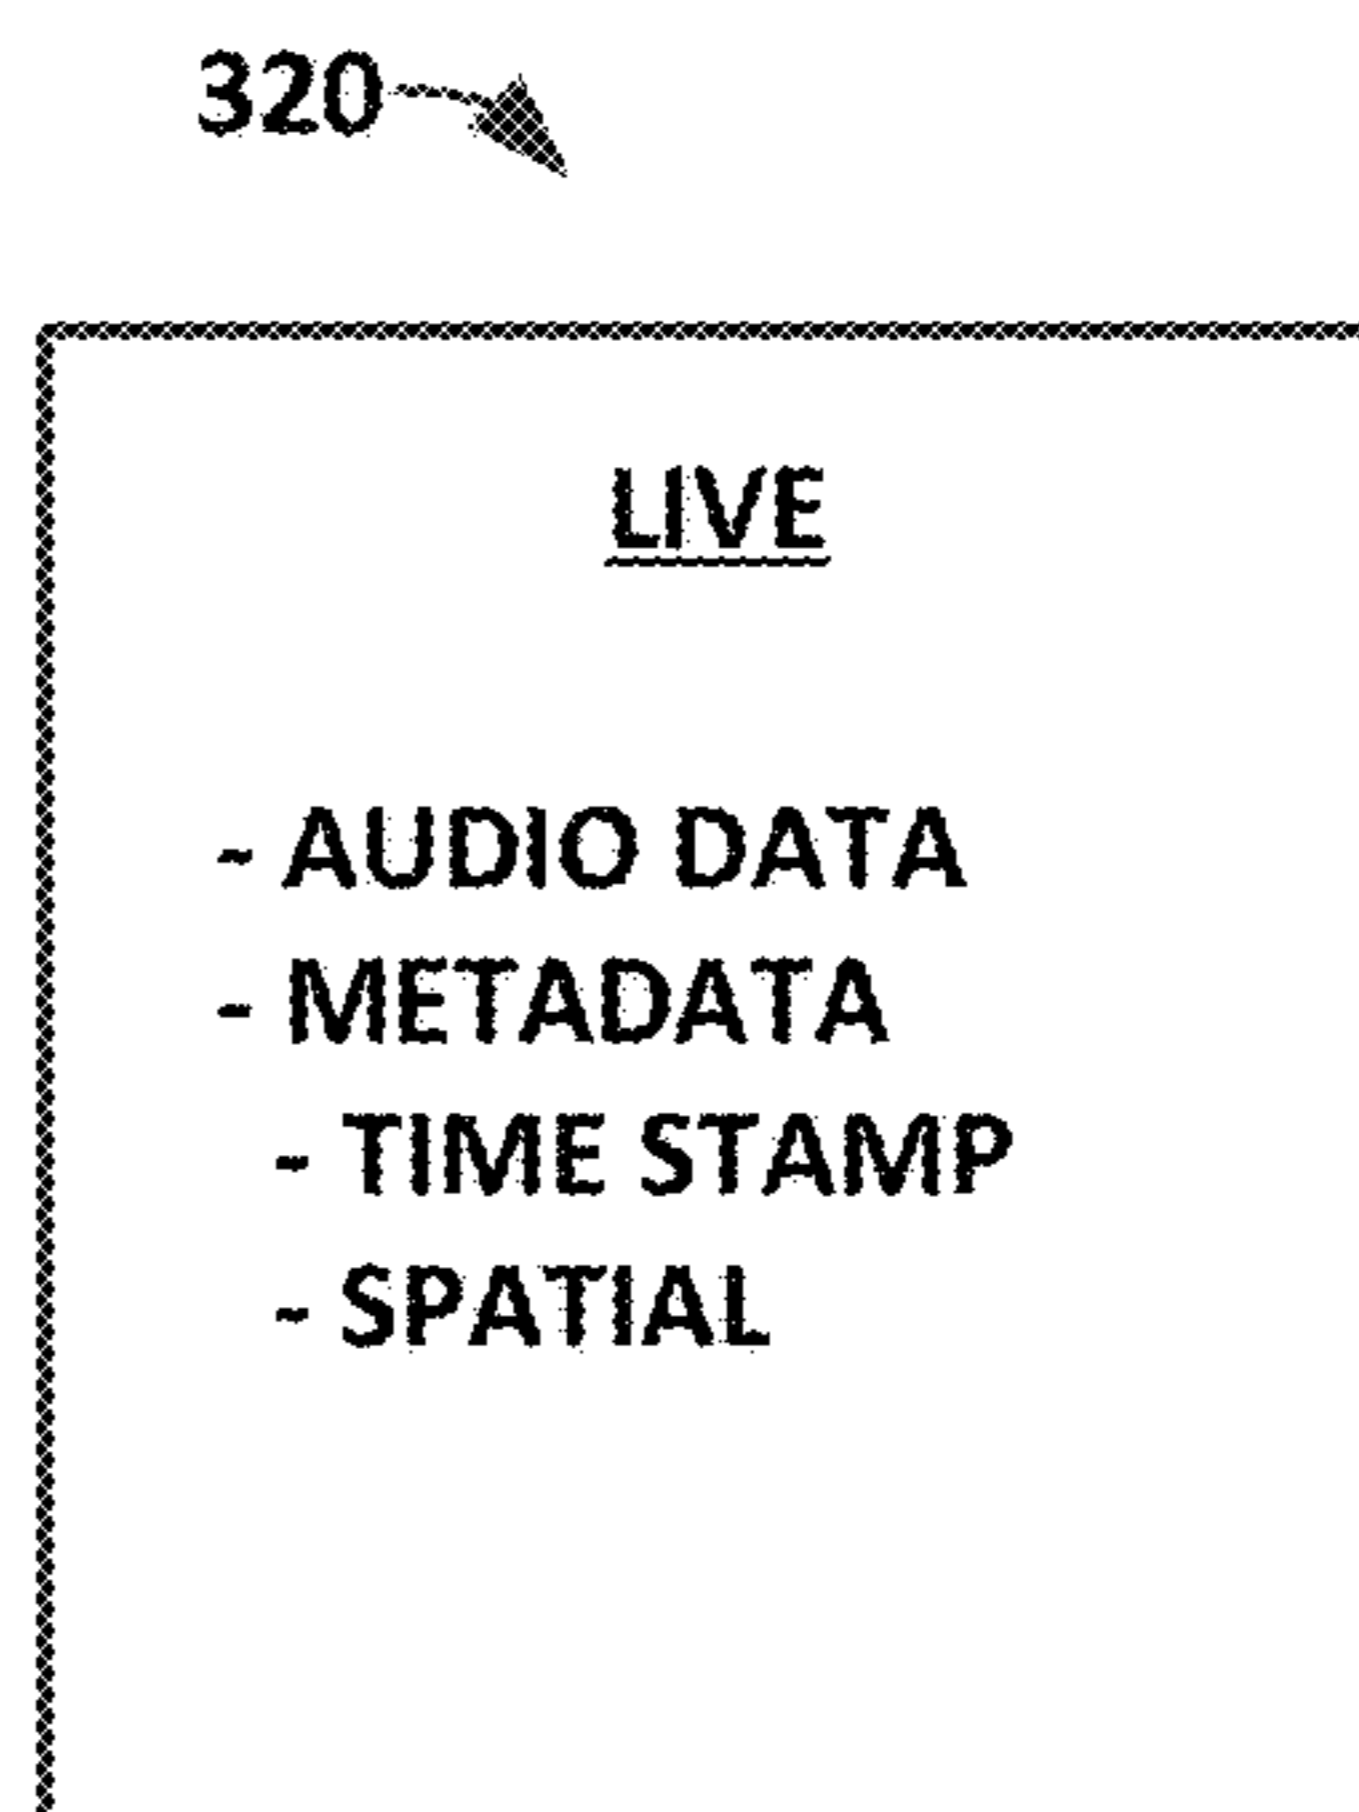 320
LIVE
- AUDIO DATA
- METADATA
- TIME STAMP
- SPATIAL